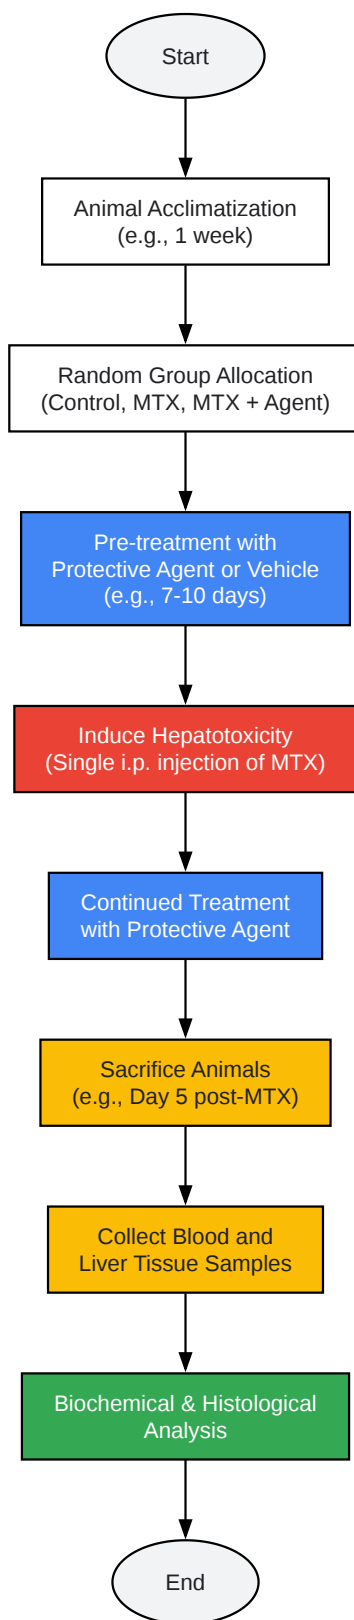 Start
Animal Acclimatization
(e.g., 1 week)
Random Group Allocation
(Control, MTX, MTX + Agent)
Pre-treatment with
Protective Agent or Vehicle
(e.g., 7-10 days)
Induce Hepatotoxicity
(Single i.p. injection of MTX)
Continued Treatment
with Protective Agent
Sacrifice Animals
(e.g., Day 5 post-MTX)
Collect Blood and
Liver Tissue Samples
Biochemical & Histological
Analysis
End